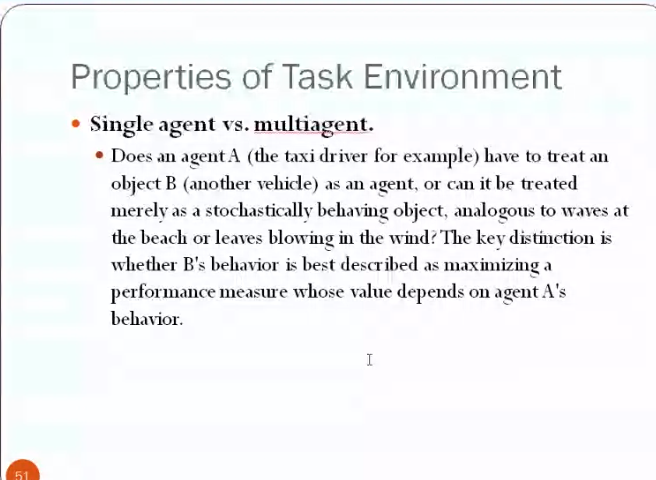 Properties of Task Environment
• Single agent vs. multiagent.
• Does an agent A (the taxi driver for example) have to treat an
object B (another vehicle) as an agent, or can it be treated
merely as a stochastically behaving object, analogous to waves at
the beach or leaves blowing in the wind? The key distinction is
whether B's behavior is best described as maximizing a
performance measure whose value depends on agent A's
behavior.
51